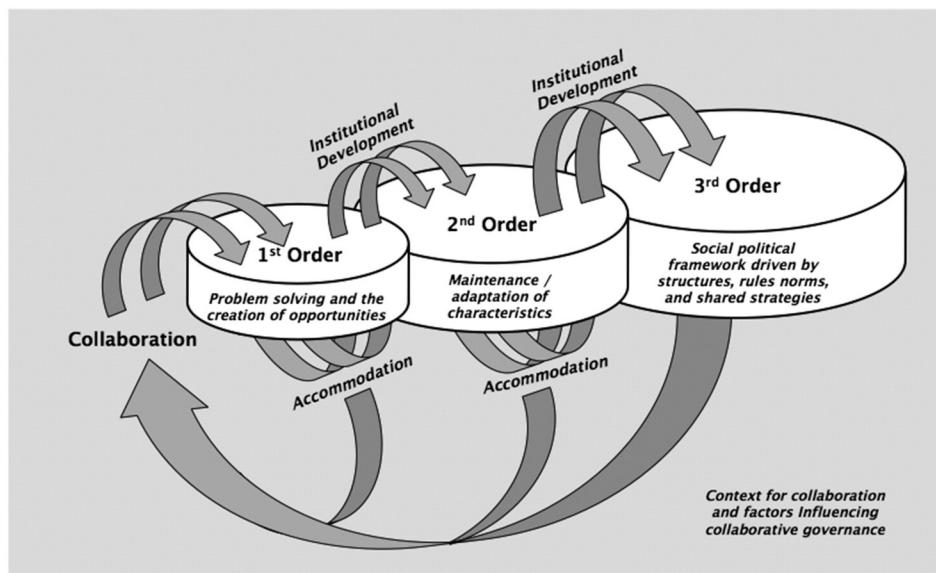 Institutional
Development
Institutional
Development
3rd Order
2nd Order
1st Order
Social political
framework driven by
structures, rules norms,
and shared strategies
Maintenance /
adaptation of
characteristics
Problem solving and the
creation of opportunities
Collaboration
Accommodation
Accommodation
Context for collaboration
and factors Influencing
collaborative governance